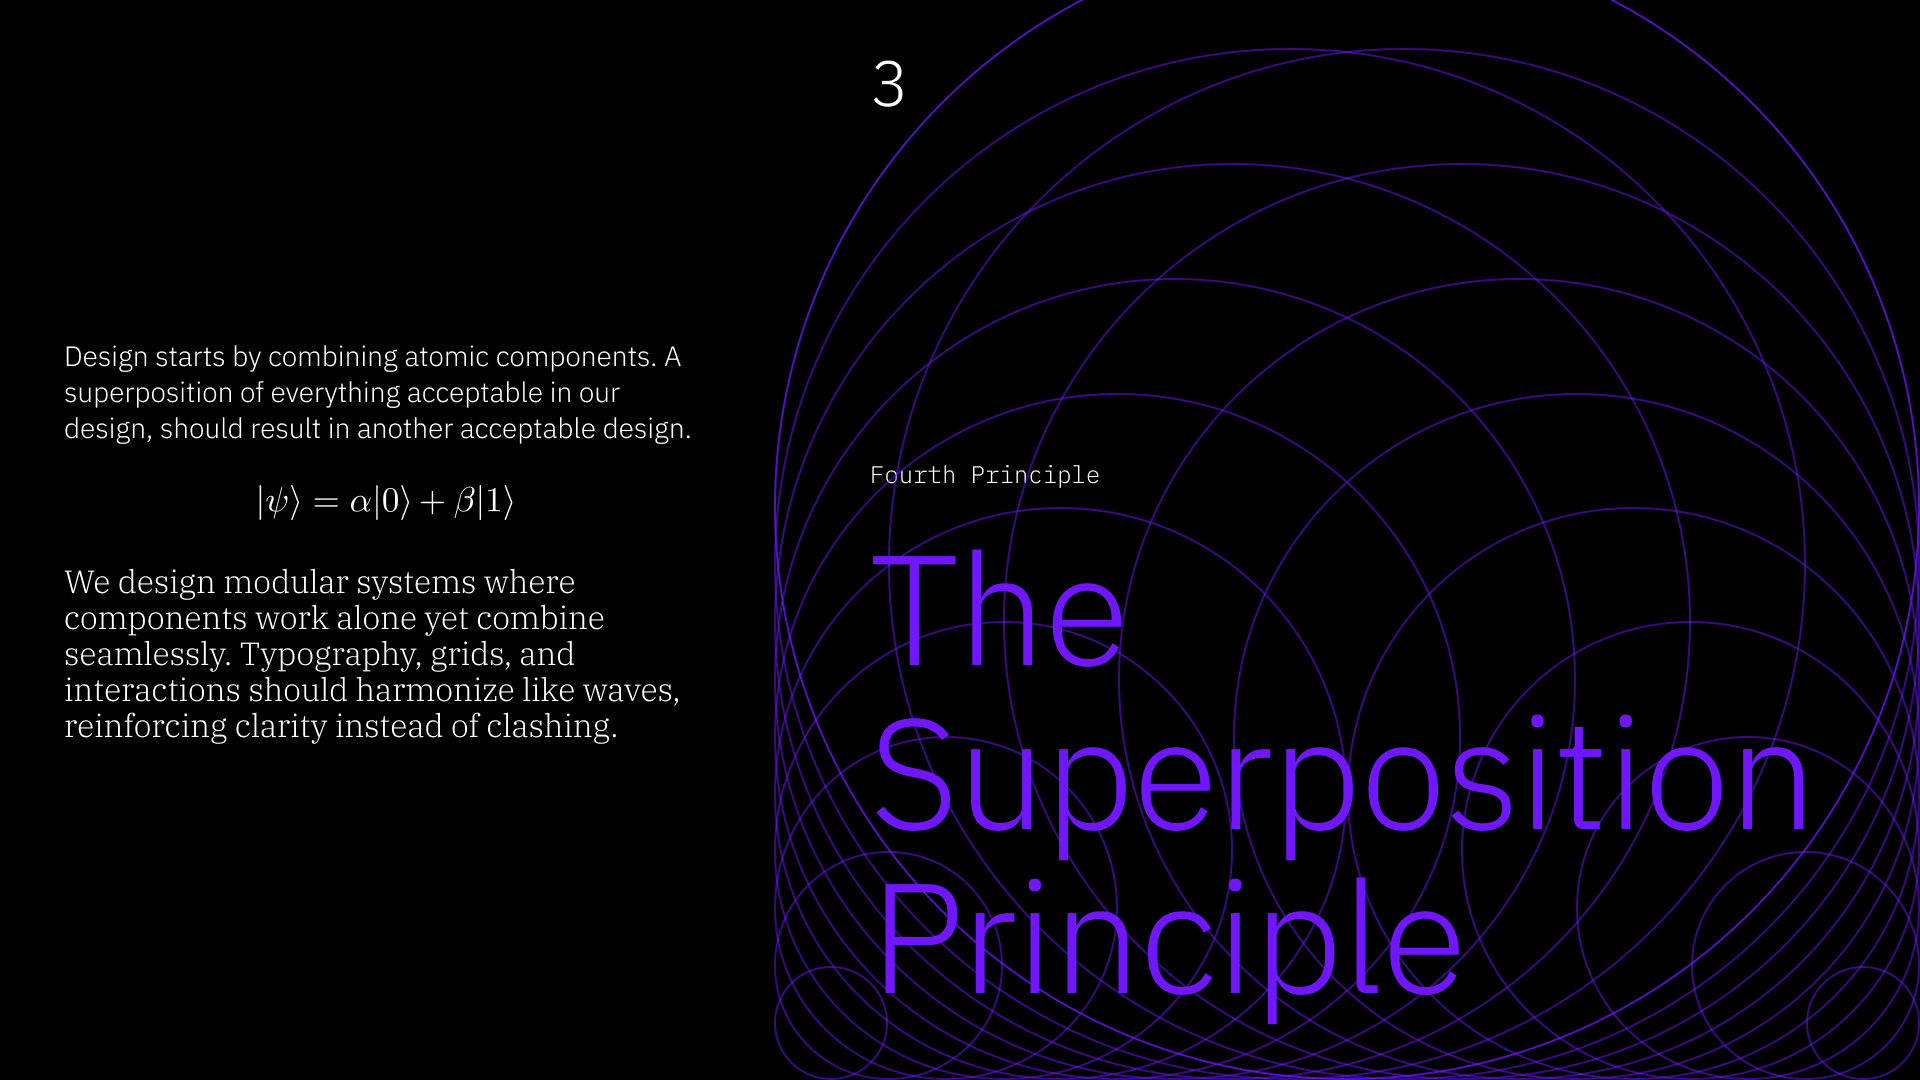 3
Fourth Principle
The
Superposition
Principle
Design starts by combining atomic components. A
superposition of everything acceptable in our
design, should result in another acceptable design.
|ψ⟩ = α|0⟩ + β|1⟩
We design modular systems where
components work alone yet combine
seamlessly. Typography, grids, and
interactions should harmonize like waves,
reinforcing clarity instead of clashing.